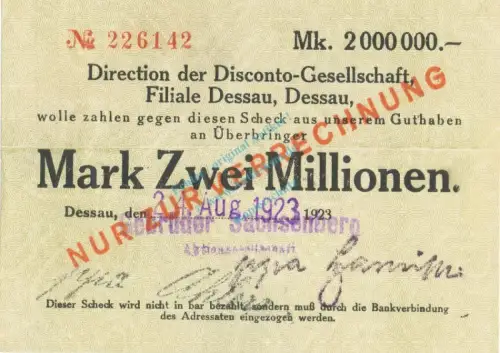 № 226142 Mk. 2000000.—
Direction der Disconto-Gesellschaft,
Filiale Dessau, Dessau,
wolle zahlen gegen diesen Scheck aus unserem Guthaben
an Überbringer
Mark Zwei Millionen.
NUR ZUR VERRECHNUNG
Dessau, den Aug. 1923 1923
Gebrüder Sachsenberg
Aktiengesellschaft
ppa
Dieser Scheck wird nicht in bar bezahlt, sondern muß durch die Bankverbindung
des Adressaten eingezogen werden.